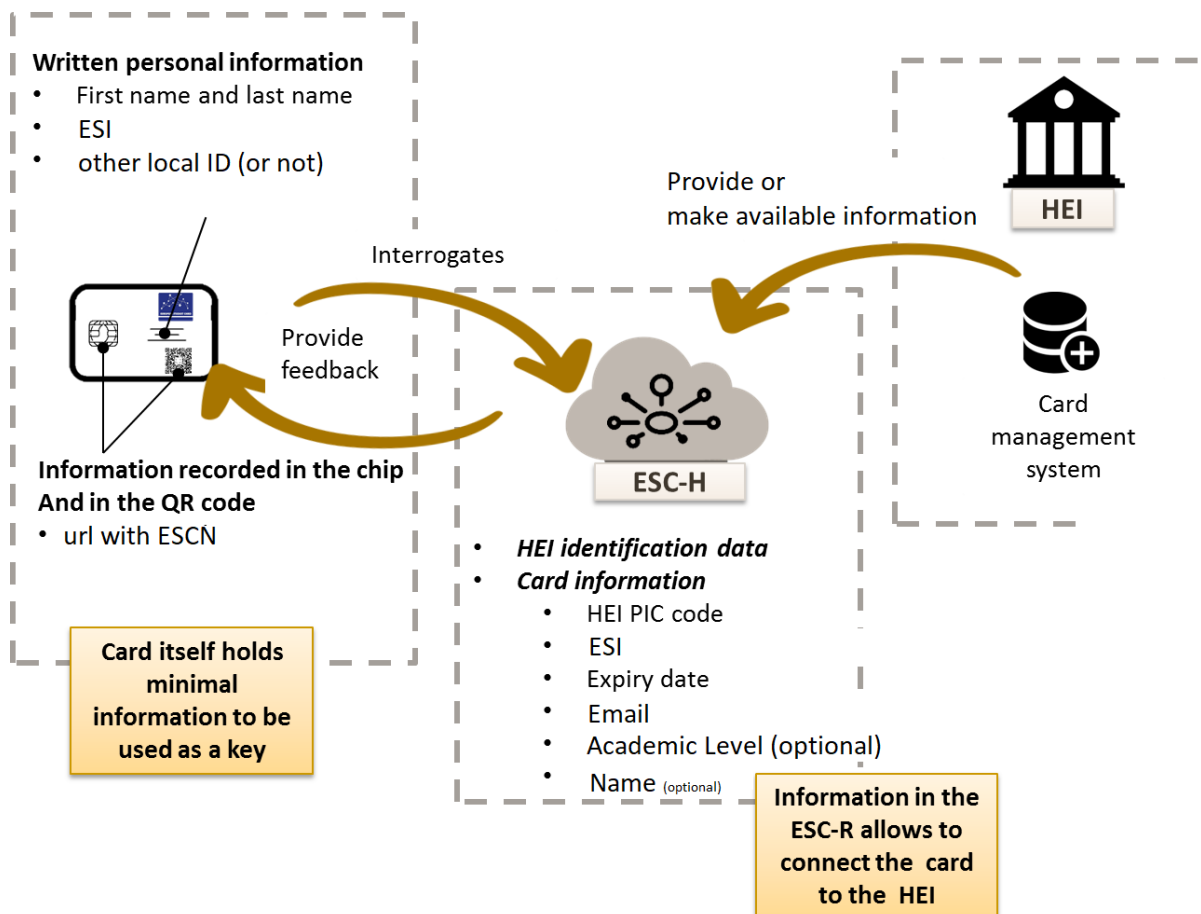 Written personal information
• First name and last name
• ESI
• other local ID (or not)
Information recorded in the chip
And in the QR code
• url with ESCN
Card itself holds
minimal
information to be
used as a key
Interrogates
Provide
feedback
ESC-H
• HEI identification data
• Card information
• HEI PIC code
• ESI
• Expiry date
• Email
• Academic Level (optional)
• Name (optional)
Information in the
ESC-R allows to
connect the card
to the HEI
Provide or
make available information
HEI
Card
management
system